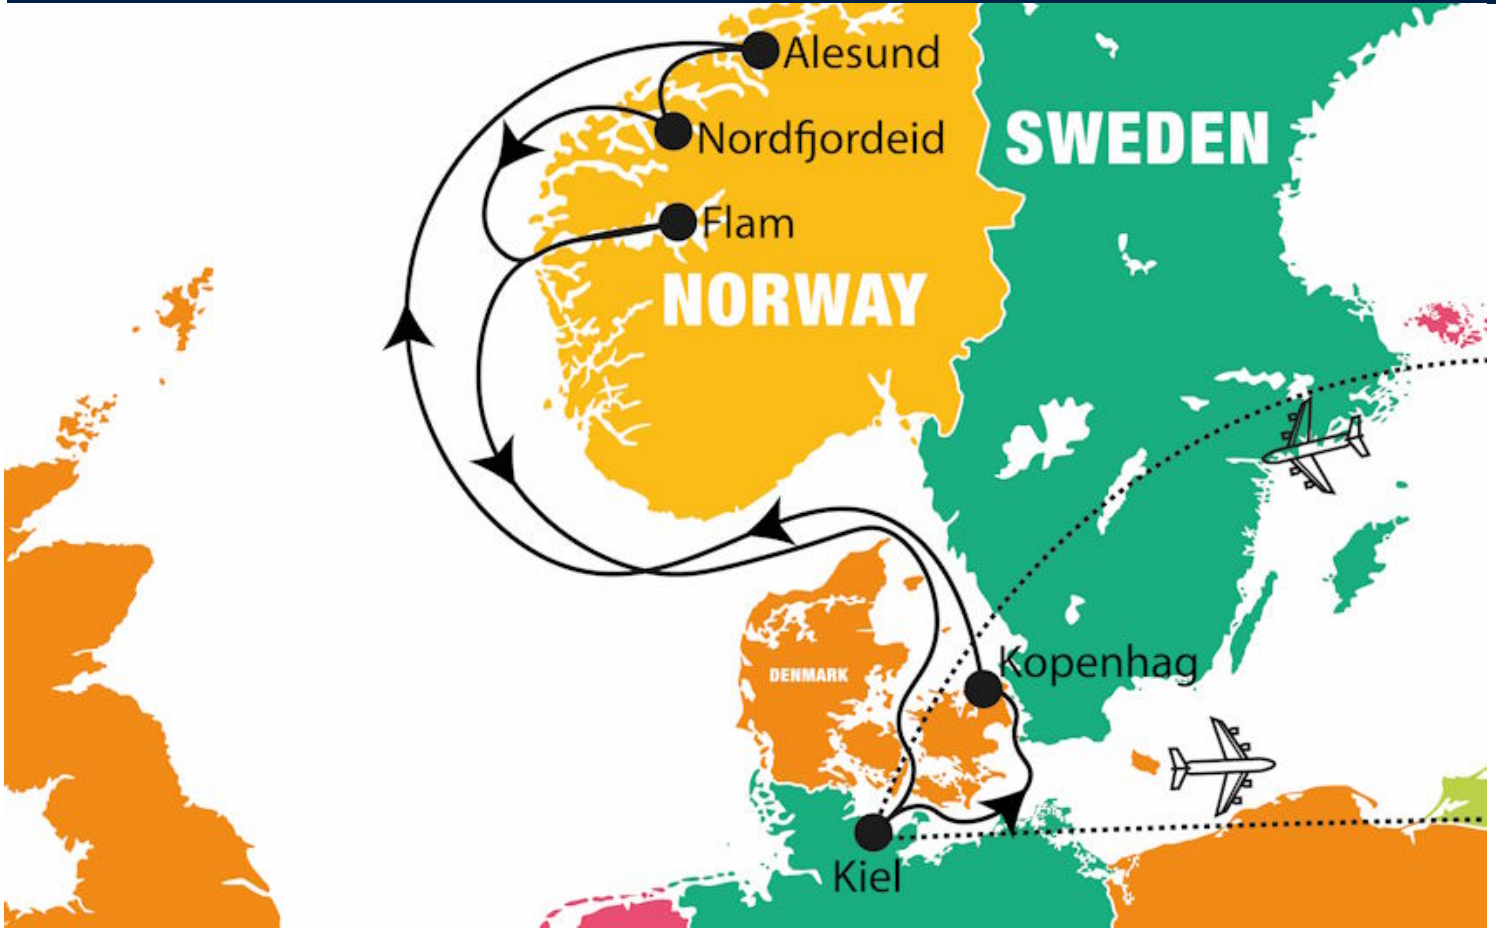 Alesund
Nordfjordeid
SWEDEN
Flam
NORWAY
Kopenhag
DENMARK
Kiel